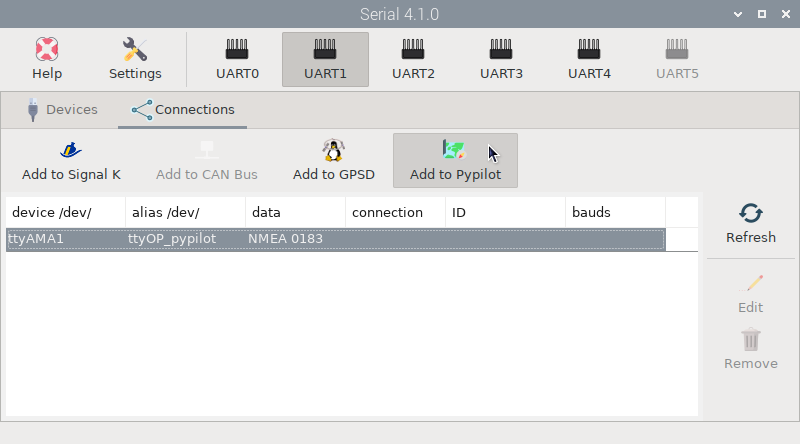 Serial 4.1.0
Help
Settings
UART0
UART1
UART2
UART3
UART4
UART5
Devices
Connections
Add to Signal K
Add to CAN Bus
Add to GPSD
Add to Pypilot
device /dev/ alias /dev/ data connection ID bauds
ttyAMA1 ttyOP_pypilot NMEA 0183
Refresh
Edit
Remove